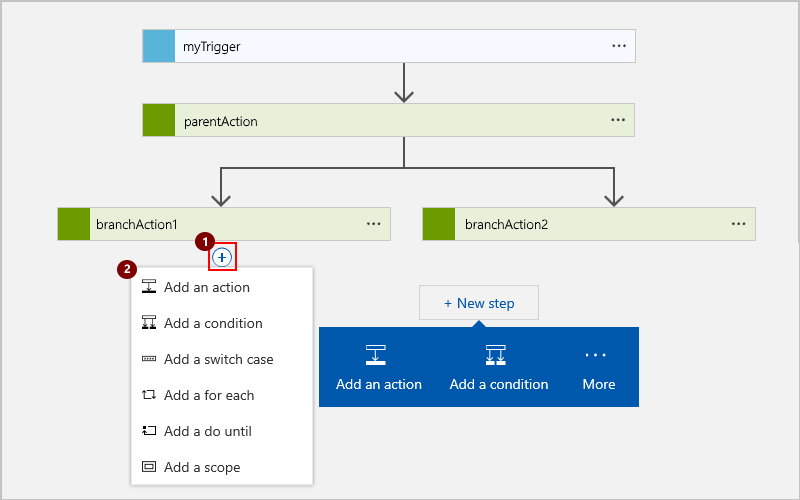 myTrigger
parentAction
branchAction1
branchAction2
1
2
Add an action
Add a condition
Add a switch case
Add a for each
Add a do until
Add a scope
+ New step
Add an action
Add a condition
More